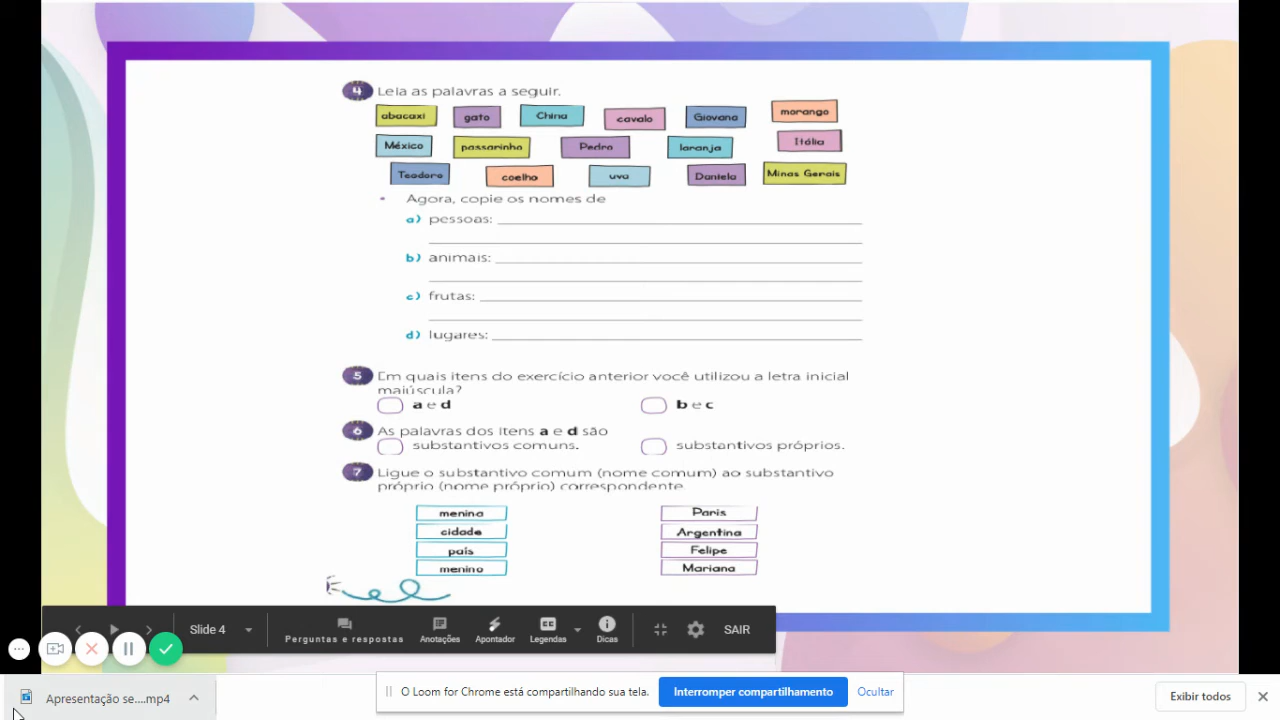 4 Leia as palavras a seguir.
abacaxi gato China cavalo Giovana morango
México passarinho Pedro laranja Itália
Teodoro coelho uva Daniela Minas Gerais
• Agora, copie os nomes de
a) pessoas:
b) animais:
c) frutas:
d) lugares:
5 Em quais itens do exercício anterior você utilizou a letra inicial
maiúscula?
a e d b e c
6 As palavras dos itens a e d são
substantivos comuns. substantivos próprios.
7 Ligue o substantivo comum (nome comum) ao substantivo
próprio (nome próprio) correspondente
menina Paris
cidade Argentina
país Felipe
menino Mariana
Slide 4 Perguntas e respostas Anotações Apontador Legendas Dicas SAIR
Apresentação se....mp4 O Loom for Chrome está compartilhando sua tela. Interromper compartilhamento Ocultar Exibir todos